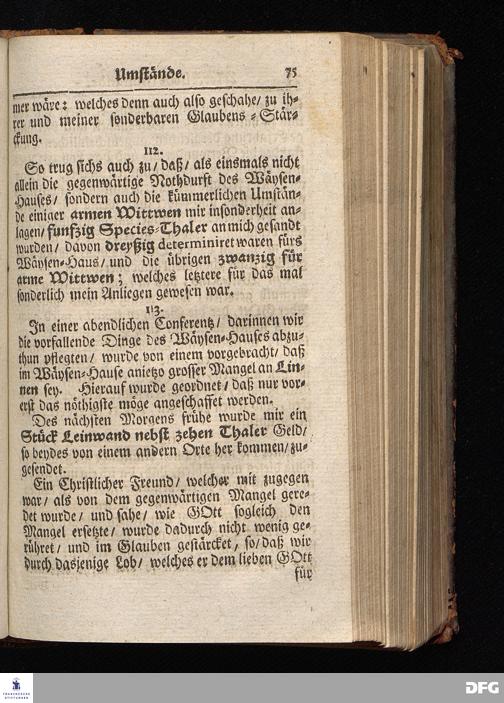 Umstände. 75
mer wäre: welches denn auch also geschahe/ zu ih-
rer und meiner sonderbaren Glaubens-Stär-
ckung.
112.
So trug sichs auch zu/ daß/ als einsmals nicht
allein die gegenwärtige Nothdurft des Wäysen-
Hauses/ sondern auch die kümmerlichen Umstän-
de einiger armen Wittwen mir insonderheit an-
lagen/ funfzig Species-Thaler an mich gesandt
wurden/ davon dreyßig determiniret waren fürs
Wäysen-Haus/ und die übrigen zwanzig für
arme Wittwen; welches letztere für das mal
sonderlich mein Anliegen gewesen war.
113.
In einer abendlichen Conferentz/ darinnen wir
die vorfallende Dinge des Wäysen-Hauses abzu-
thun pflegten/ wurde von einem vorgebracht/ daß
im Wäysen-Hause anietzo grosser Mangel an Lin-
nen sey. Hierauf wurde geordnet/ daß nur vor-
erst das nöthigste möge angeschaffet werden.
Des nächsten Morgens frühe wurde mir ein
Stück Leinwand nebst zehen Thaler Geld/
so beydes von einem andern Orte her kommen/ zu-
gesendet.
Ein Christlicher Freund/ welcher mit zugegen
war/ als von dem gegenwärtigen Mangel gere-
det wurde/ und sahe/ wie GOtt sogleich den
Mangel ersetzte/ wurde dadurch nicht wenig ge-
rühret/ und im Glauben gestärcket, so/ daß wir
durch dasjenige Lob/ welches er dem lieben GOtt
für
FRANCKESCHE
STIFTUNGEN
DFG